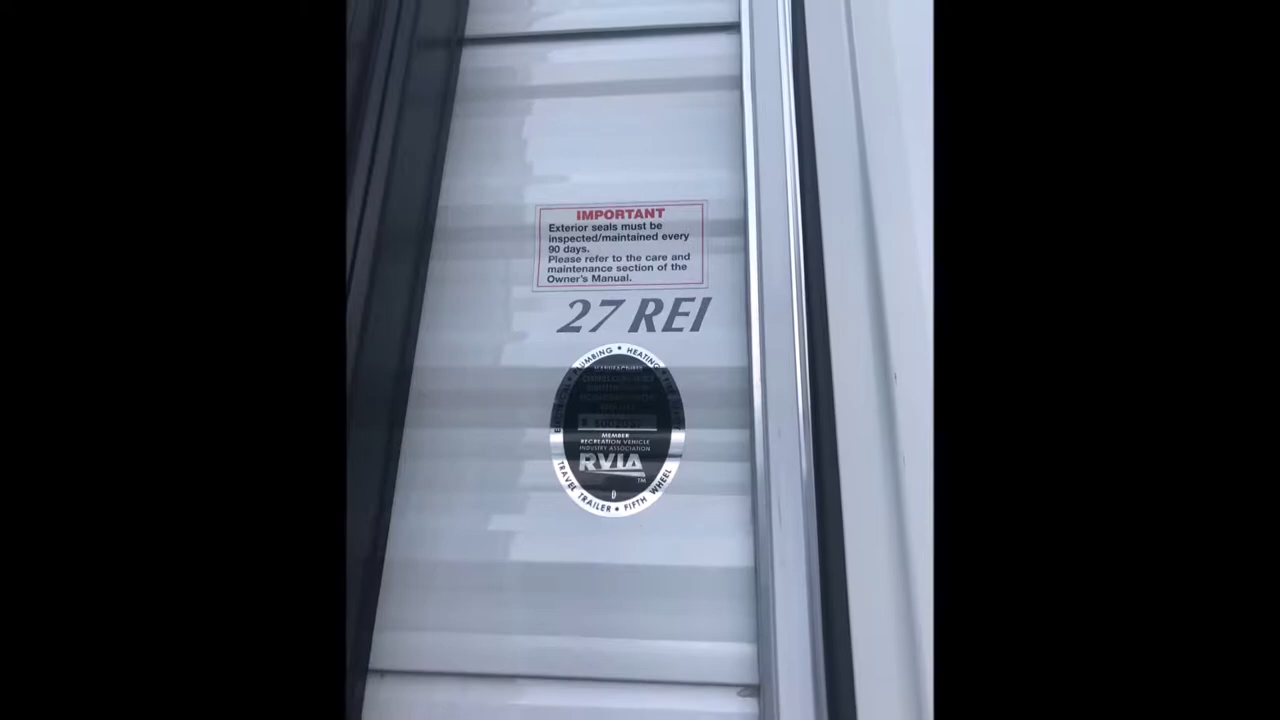 IMPORTANT
Exterior seals must be
inspected/maintained every
90 days.
Please refer to the care and
maintenance section of the
Owner's Manual.
27 REI
PLUMBING • HEATING
MEMBER
RECREATION VEHICLE
INDUSTRY ASSOCIATION
RVIA
TM
TRAVEL TRAILER • FIFTH WHEEL